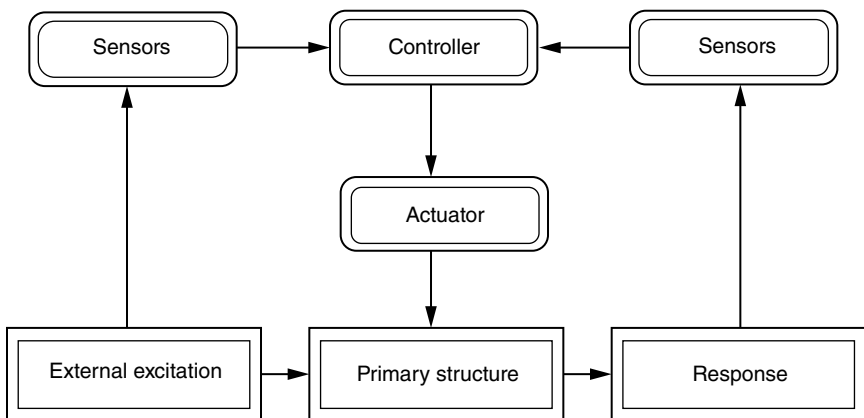 Sensors
Controller
Sensors
Actuator
External excitation
Primary structure
Response